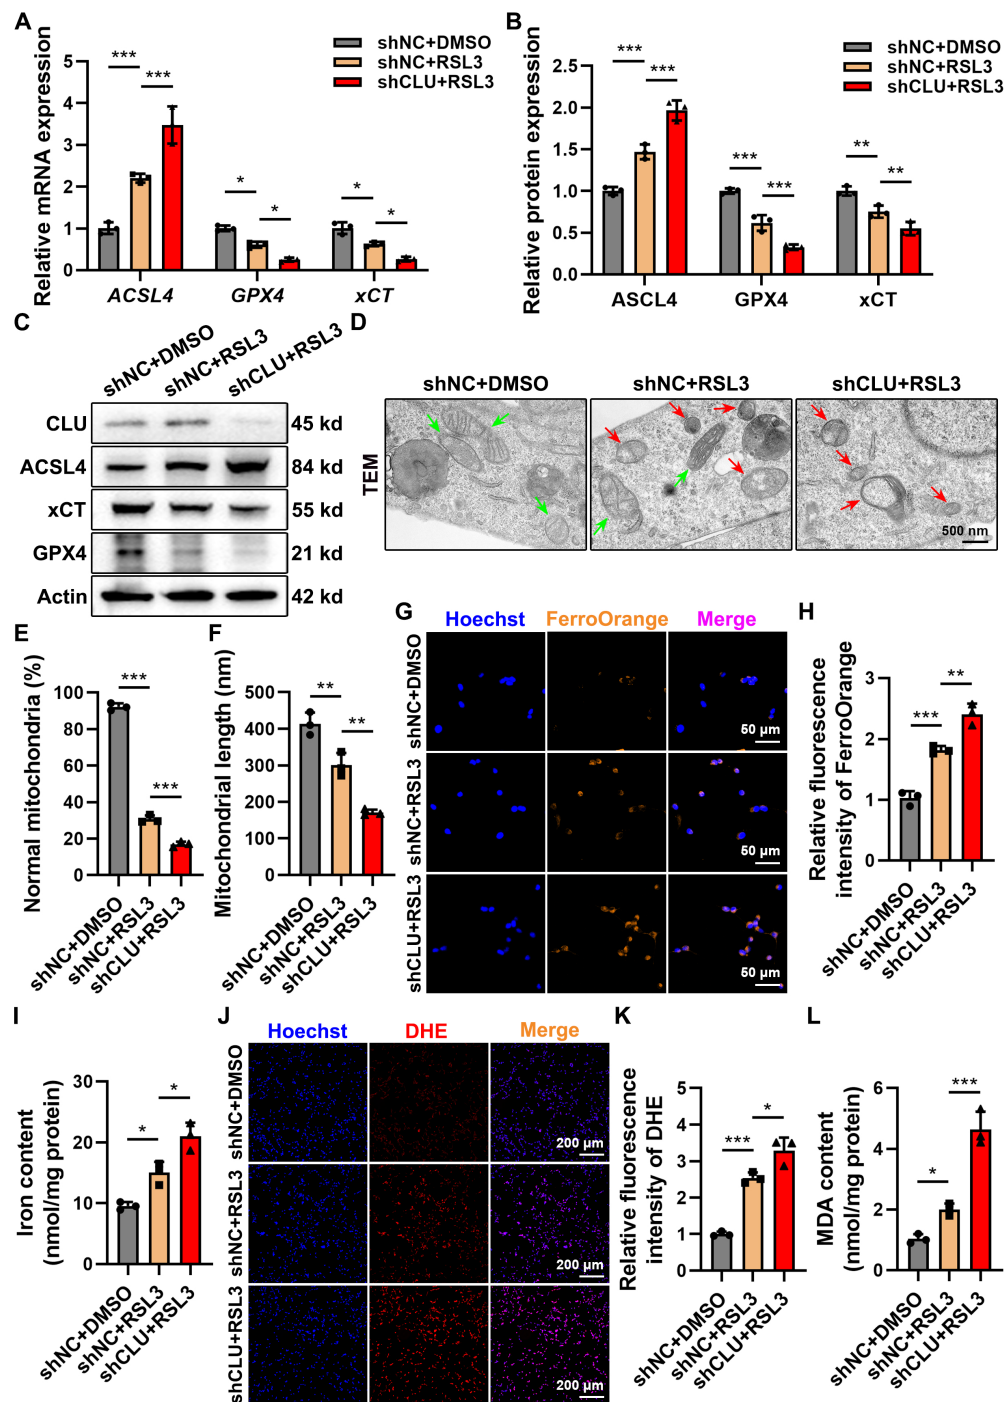 A
shNC+DMSO
shNC+RSL3
shCLU+RSL3
Relative mRNA expression
5
4
3
2
1
0
*** ***
* *
* *
ACSL4 GPX4 xCT
B
shNC+DMSO
shNC+RSL3
shCLU+RSL3
Relative protein expression
2.5
2.0
1.5
1.0
0.5
0.0
*** ***
*** ***
** **
ASCL4 GPX4 xCT
C
shNC+DMSO shNC+RSL3 shCLU+RSL3
CLU 45 kd
ACSL4 84 kd
xCT 55 kd
GPX4 21 kd
Actin 42 kd
D
shNC+DMSO shNC+RSL3 shCLU+RSL3
TEM
500 nm
E
Normal mitochondria (%)
100
80
60
40
20
0
*** ***
shNC+DMSO
shNC+RSL3
shCLU+RSL3
F
Mitochondrial length (nm)
500
400
300
200
100
0
** **
shNC+DMSO
shNC+RSL3
shCLU+RSL3
G
Hoechst FerroOrange Merge
shNC+DMSO
50 μm
shNC+RSL3
50 μm
shCLU+RSL3
50 μm
H
Relative fluorescence
intensity of FerroOrange
3
2
1
0
*** **
shNC+DMSO
shNC+RSL3
shCLU+RSL3
I
Iron content
(nmol/mg protein)
30
20
10
0
* *
shNC+DMSO
shNC+RSL3
shCLU+RSL3
J
Hoechst DHE Merge
shNC+DMSO
200 μm
shNC+RSL3
200 μm
shCLU+RSL3
200 μm
K
Relative fluorescence
intensity of DHE
5
4
3
2
1
0
*** *
shNC+DMSO
shNC+RSL3
shCLU+RSL3
L
MDA content
(nmol/mg protein)
6
4
2
0
* ***
shNC+DMSO
shNC+RSL3
shCLU+RSL3